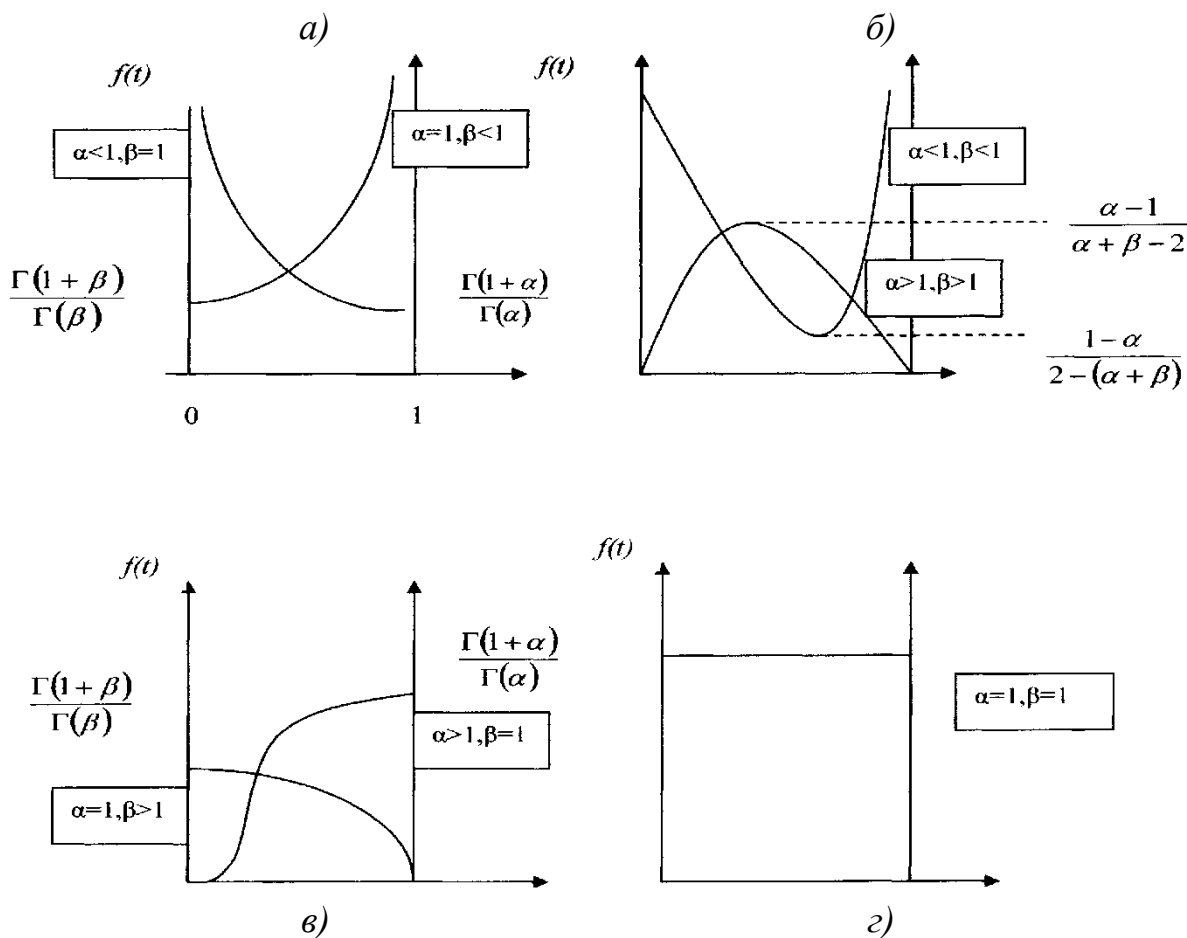 а)
б)
f(t)
f(t)
α<1,β=1
α=1,β<1
α<1,β<1
α-1
α+β-2
Γ(1+β)
Γ(β)
Γ(1+α)
Γ(α)
α>1,β>1
1-α
2-(α+β)
0
1
f(t)
f(t)
Γ(1+β)
Γ(β)
Γ(1+α)
Γ(α)
α>1,β=1
α=1,β=1
α=1,β>1
в)
г)